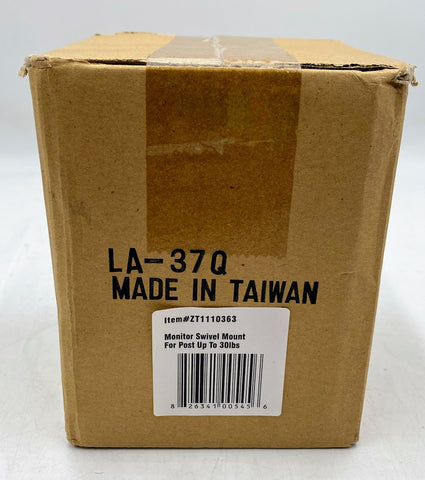 LA-37Q
MADE IN TAIWAN
Item#ZT1110363
Monitor Swivel Mount
For Post Up To 30lbs
8 26341 00545 6